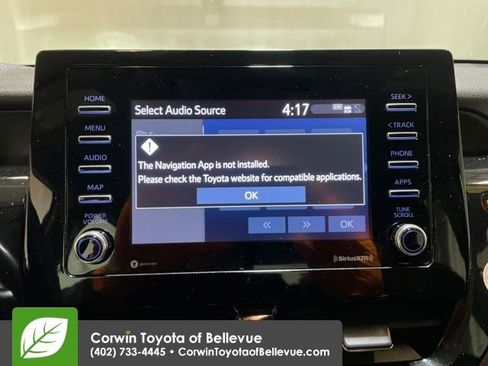 HOME
MENU
AUDIO
MAP
POWER
VOLUME
SEEK >
< TRACK
PHONE
APPS
TUNE
SCROLL
Select Audio Source
4:17
The Navigation App is not installed.
Please check the Toyota website for compatible applications.
OK
<<
>>
OK
((SiriusXM))
Corwin Toyota of Bellevue
(402) 733-4445 • CorwinToyotaofBellevue.com